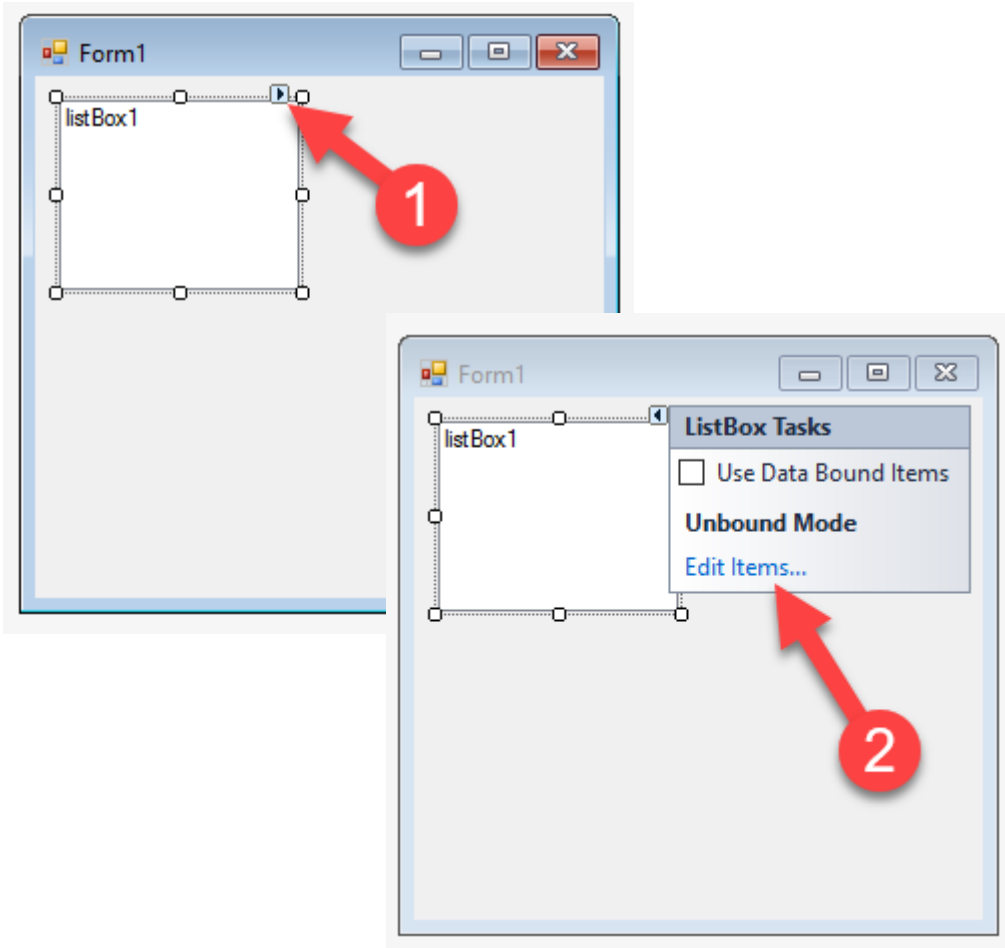 Form1
listBox1
1
Form1
listBox1
ListBox Tasks
Use Data Bound Items
Unbound Mode
Edit Items...
2